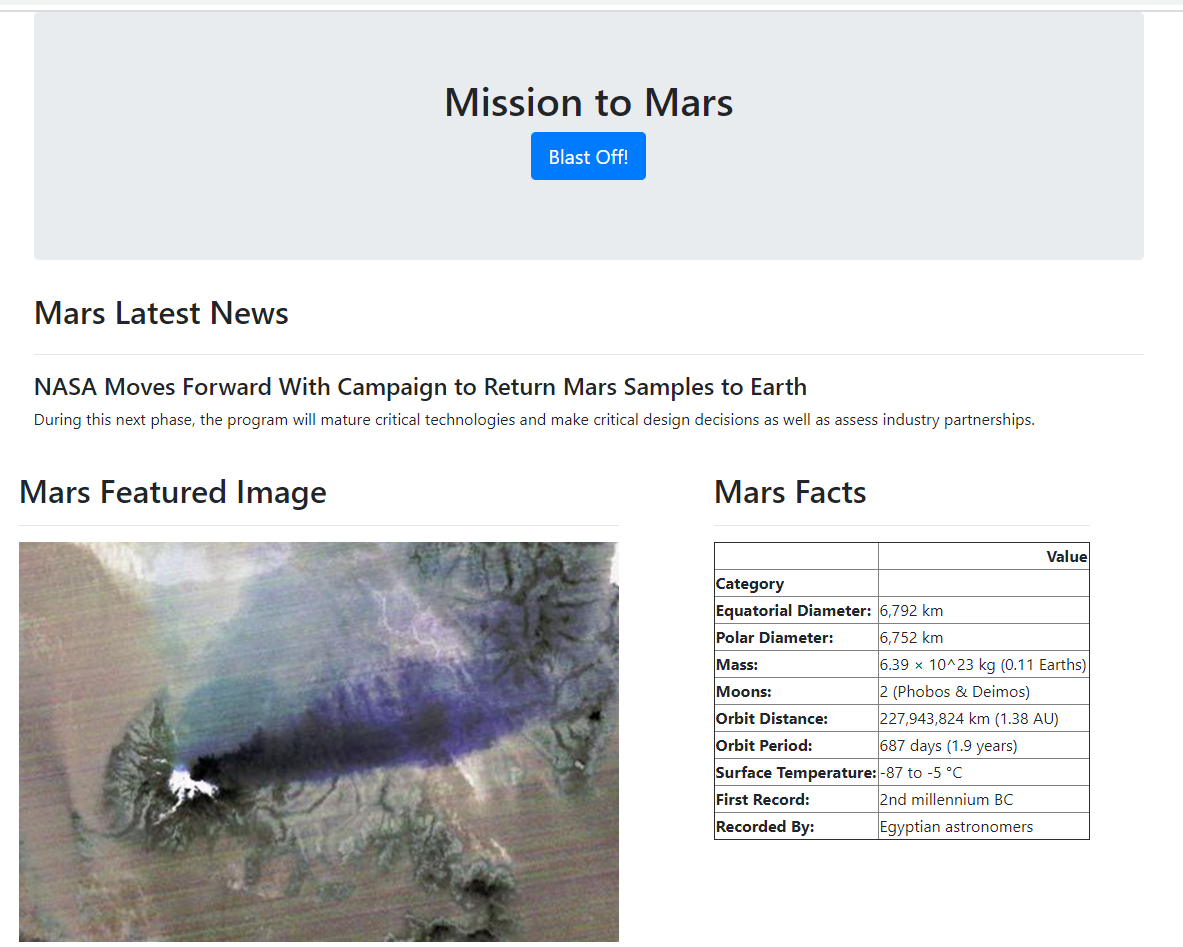 Mission to Mars
Blast Off!
Mars Latest News
NASA Moves Forward With Campaign to Return Mars Samples to Earth
During this next phase, the program will mature critical technologies and make critical design decisions as well as assess industry partnerships.
Mars Featured Image
Mars Facts
Value
Category
Equatorial Diameter: 6,792 km
Polar Diameter: 6,752 km
Mass: 6.39 × 10^23 kg (0.11 Earths)
Moons: 2 (Phobos & Deimos)
Orbit Distance: 227,943,824 km (1.38 AU)
Orbit Period: 687 days (1.9 years)
Surface Temperature: -87 to -5 °C
First Record: 2nd millennium BC
Recorded By: Egyptian astronomers